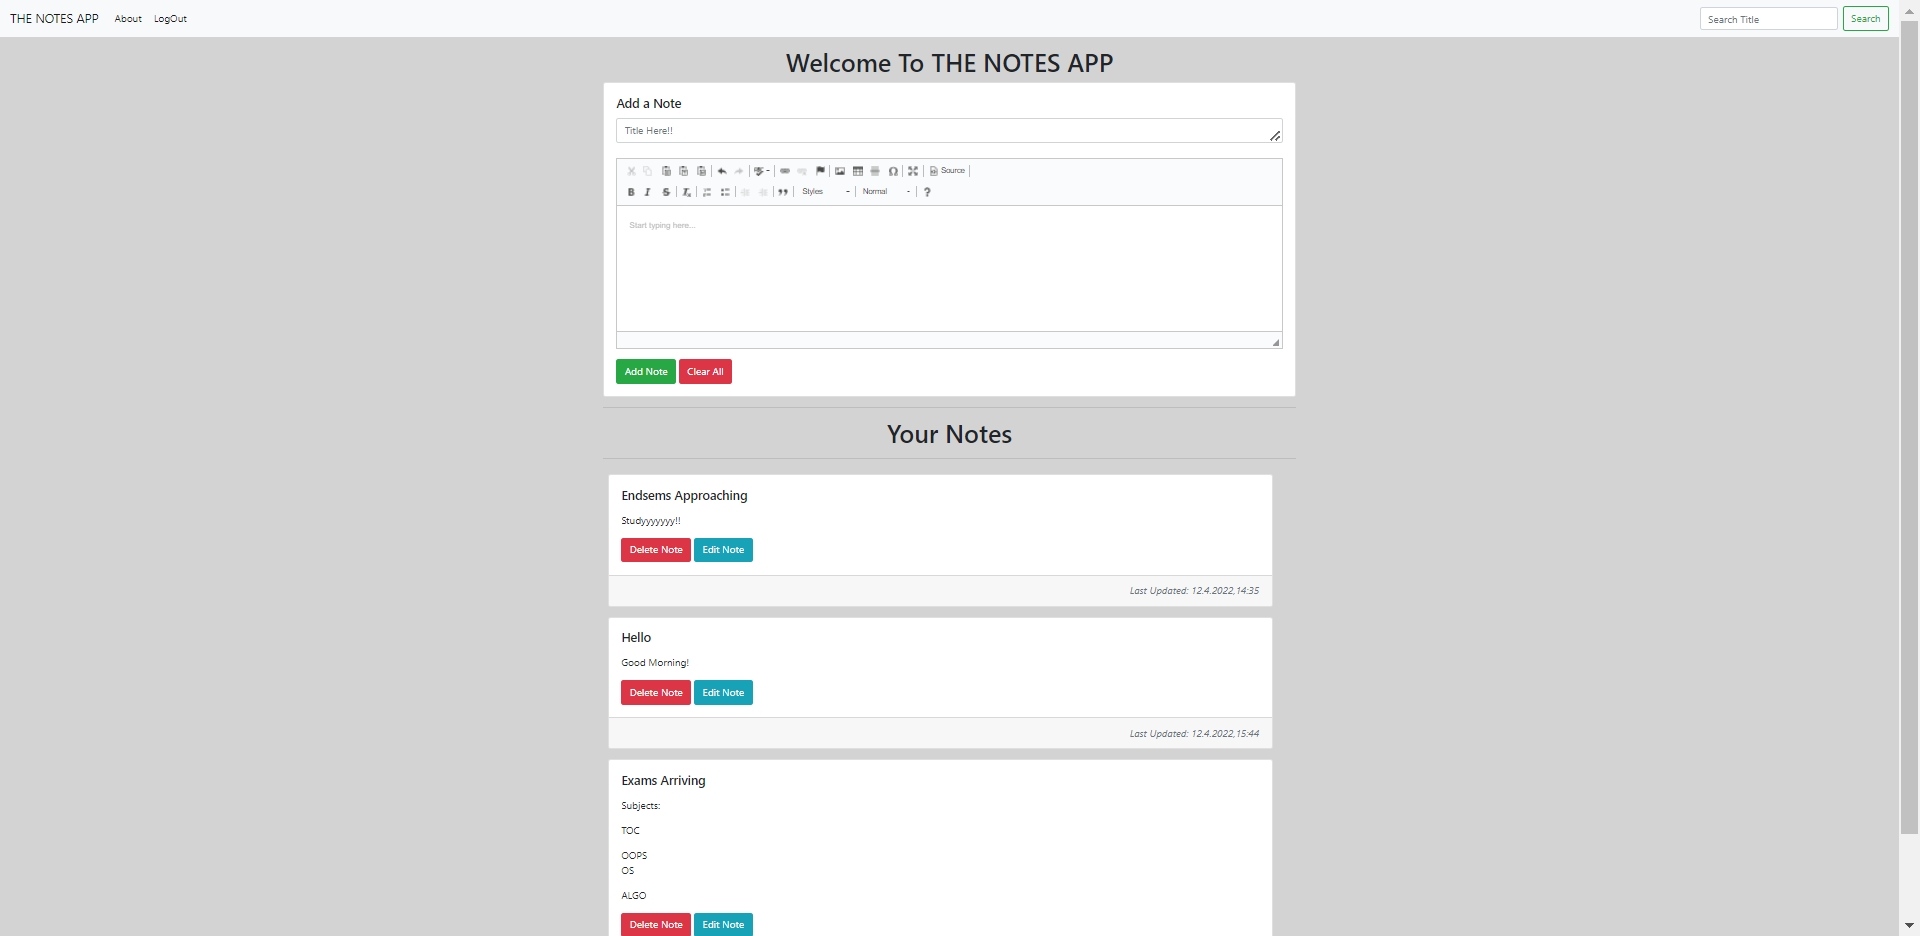 THE NOTES APP About LogOut Search Title Search
Welcome To THE NOTES APP
Add a Note
Title Here!!
Source
B I S Styles Normal ?
Start typing here...
Add Note Clear All
Your Notes
Endsems Approaching
Studyyyyyyy!!
Delete Note Edit Note
Last Updated: 12.4.2022,14:35
Hello
Good Morning!
Delete Note Edit Note
Last Updated: 12.4.2022,15:44
Exams Arriving
Subjects:
TOC
OOPS
OS
ALGO
Delete Note Edit Note